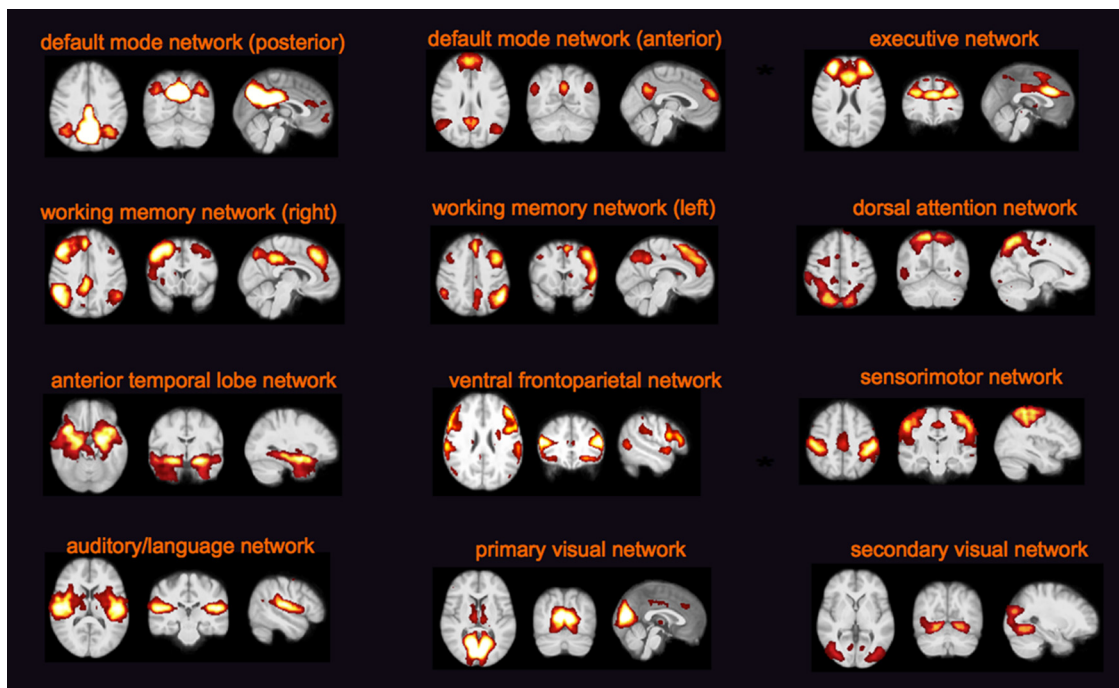 default mode network (posterior)
default mode network (anterior)
*
executive network
working memory network (right)
working memory network (left)
dorsal attention network
anterior temporal lobe network
ventral frontoparietal network
sensorimotor network
*
auditory/language network
primary visual network
secondary visual network